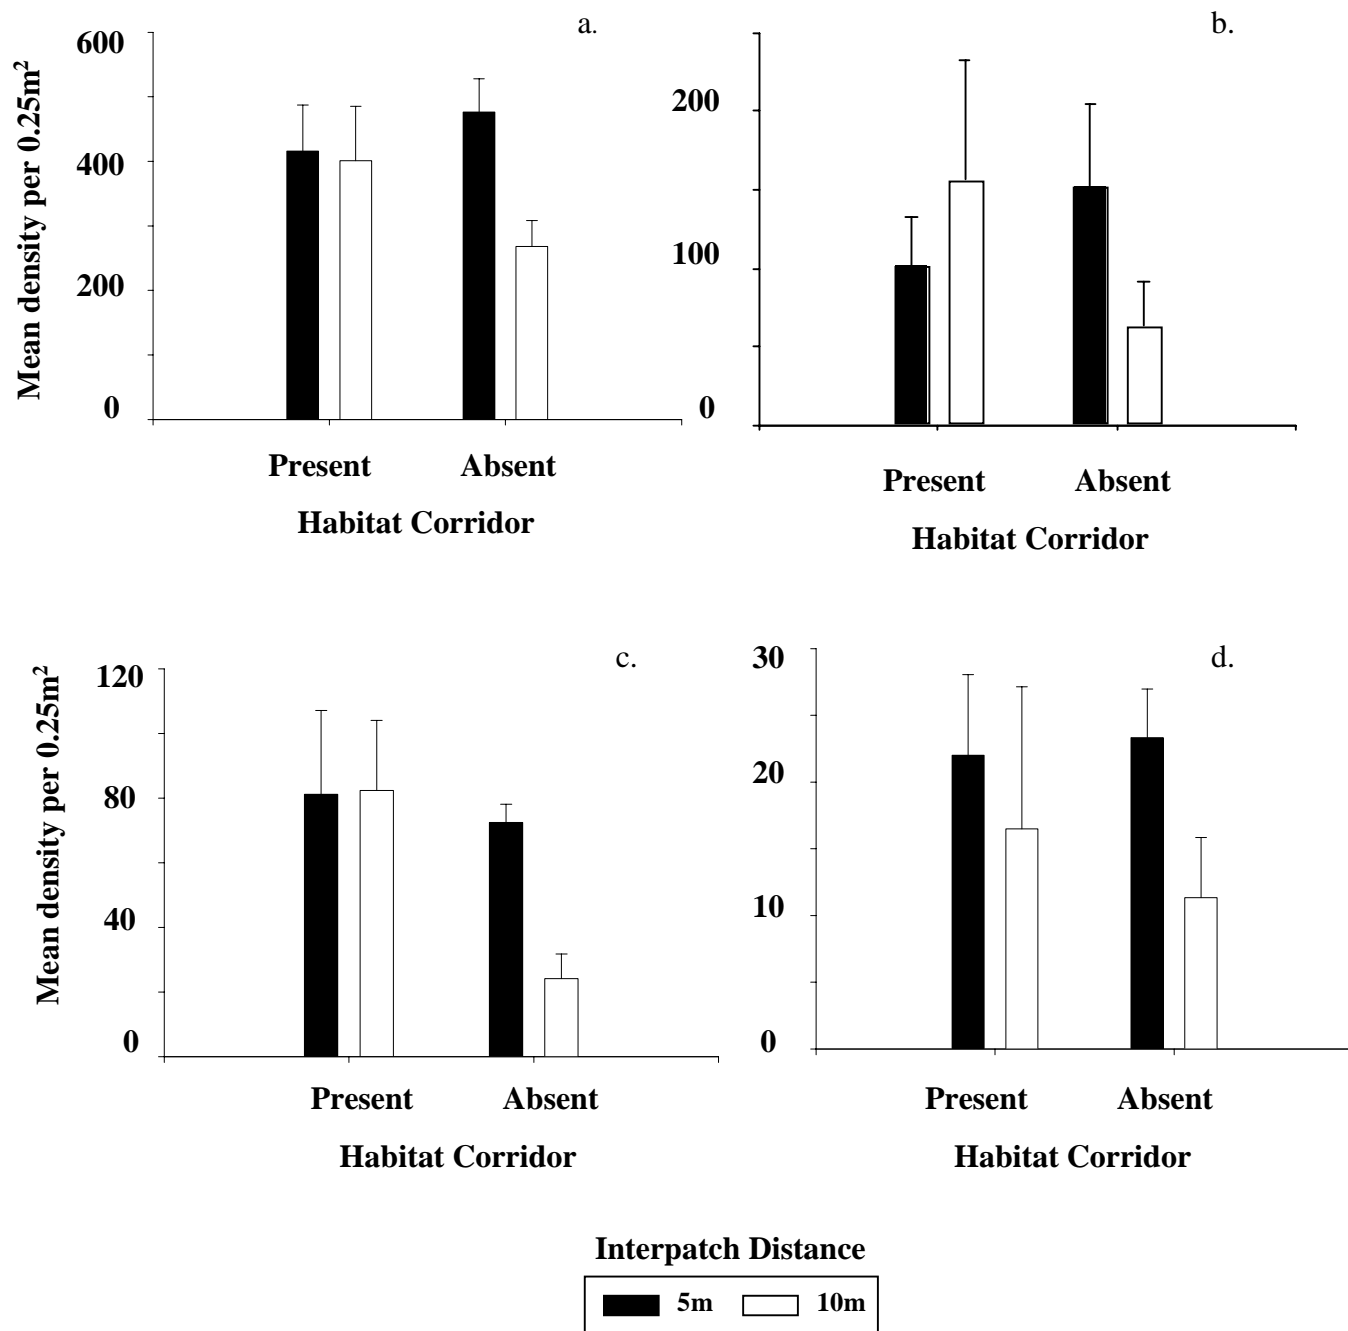 a.
Mean density per 0.25m²
600
400
200
0
Present Absent
Habitat Corridor
b.
200
100
0
Present Absent
Habitat Corridor
c.
Mean density per 0.25m²
120
80
40
0
Present Absent
Habitat Corridor
d.
30
20
10
0
Present Absent
Habitat Corridor
Interpatch Distance
5m 10m